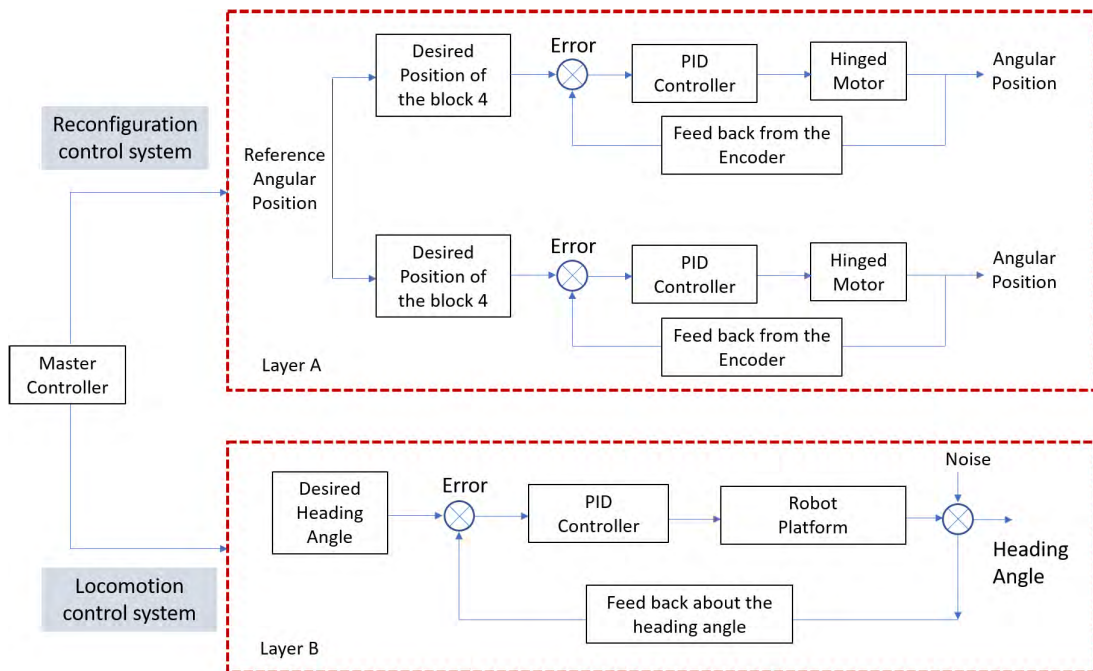 Reconfiguration
control system
Master
Controller
Locomotion
control system
Reference
Angular
Position
Desired
Position of
the block 4
Error
PID
Controller
Hinged
Motor
Angular
Position
Feed back from the
Encoder
Desired
Position of
the block 4
Error
PID
Controller
Hinged
Motor
Angular
Position
Feed back from the
Encoder
Layer A
Desired
Heading
Angle
Error
PID
Controller
Robot
Platform
Noise
Heading
Angle
Feed back about the
heading angle
Layer B